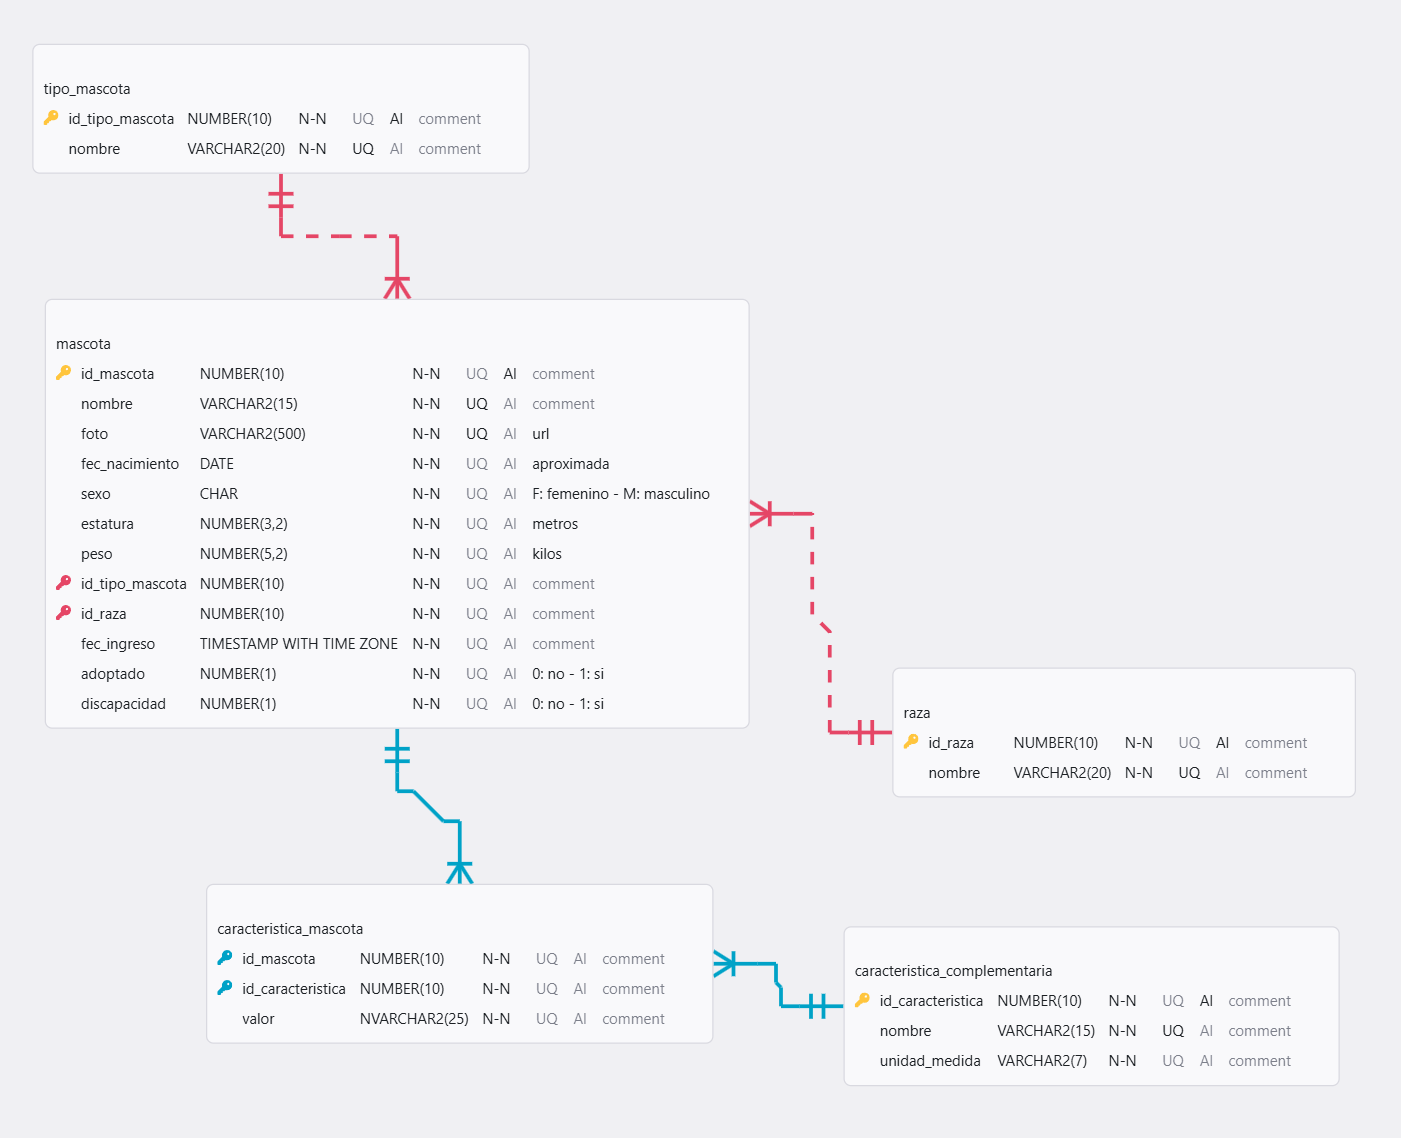 tipo_mascota
id_tipo_mascota NUMBER(10) N-N UQ AI comment
nombre VARCHAR2(20) N-N UQ AI comment
mascota
id_mascota NUMBER(10) N-N UQ AI comment
nombre VARCHAR2(15) N-N UQ AI comment
foto VARCHAR2(500) N-N UQ AI url
fec_nacimiento DATE N-N UQ AI aproximada
sexo CHAR N-N UQ AI F: femenino - M: masculino
estatura NUMBER(3,2) N-N UQ AI metros
peso NUMBER(5,2) N-N UQ AI kilos
id_tipo_mascota NUMBER(10) N-N UQ AI comment
id_raza NUMBER(10) N-N UQ AI comment
fec_ingreso TIMESTAMP WITH TIME ZONE N-N UQ AI comment
adoptado NUMBER(1) N-N UQ AI 0: no - 1: si
discapacidad NUMBER(1) N-N UQ AI 0: no - 1: si
raza
id_raza NUMBER(10) N-N UQ AI comment
nombre VARCHAR2(20) N-N UQ AI comment
caracteristica_mascota
id_mascota NUMBER(10) N-N UQ AI comment
id_caracteristica NUMBER(10) N-N UQ AI comment
valor NVARCHAR2(25) N-N UQ AI comment
caracteristica_complementaria
id_caracteristica NUMBER(10) N-N UQ AI comment
nombre VARCHAR2(15) N-N UQ AI comment
unidad_medida VARCHAR2(7) N-N UQ AI comment